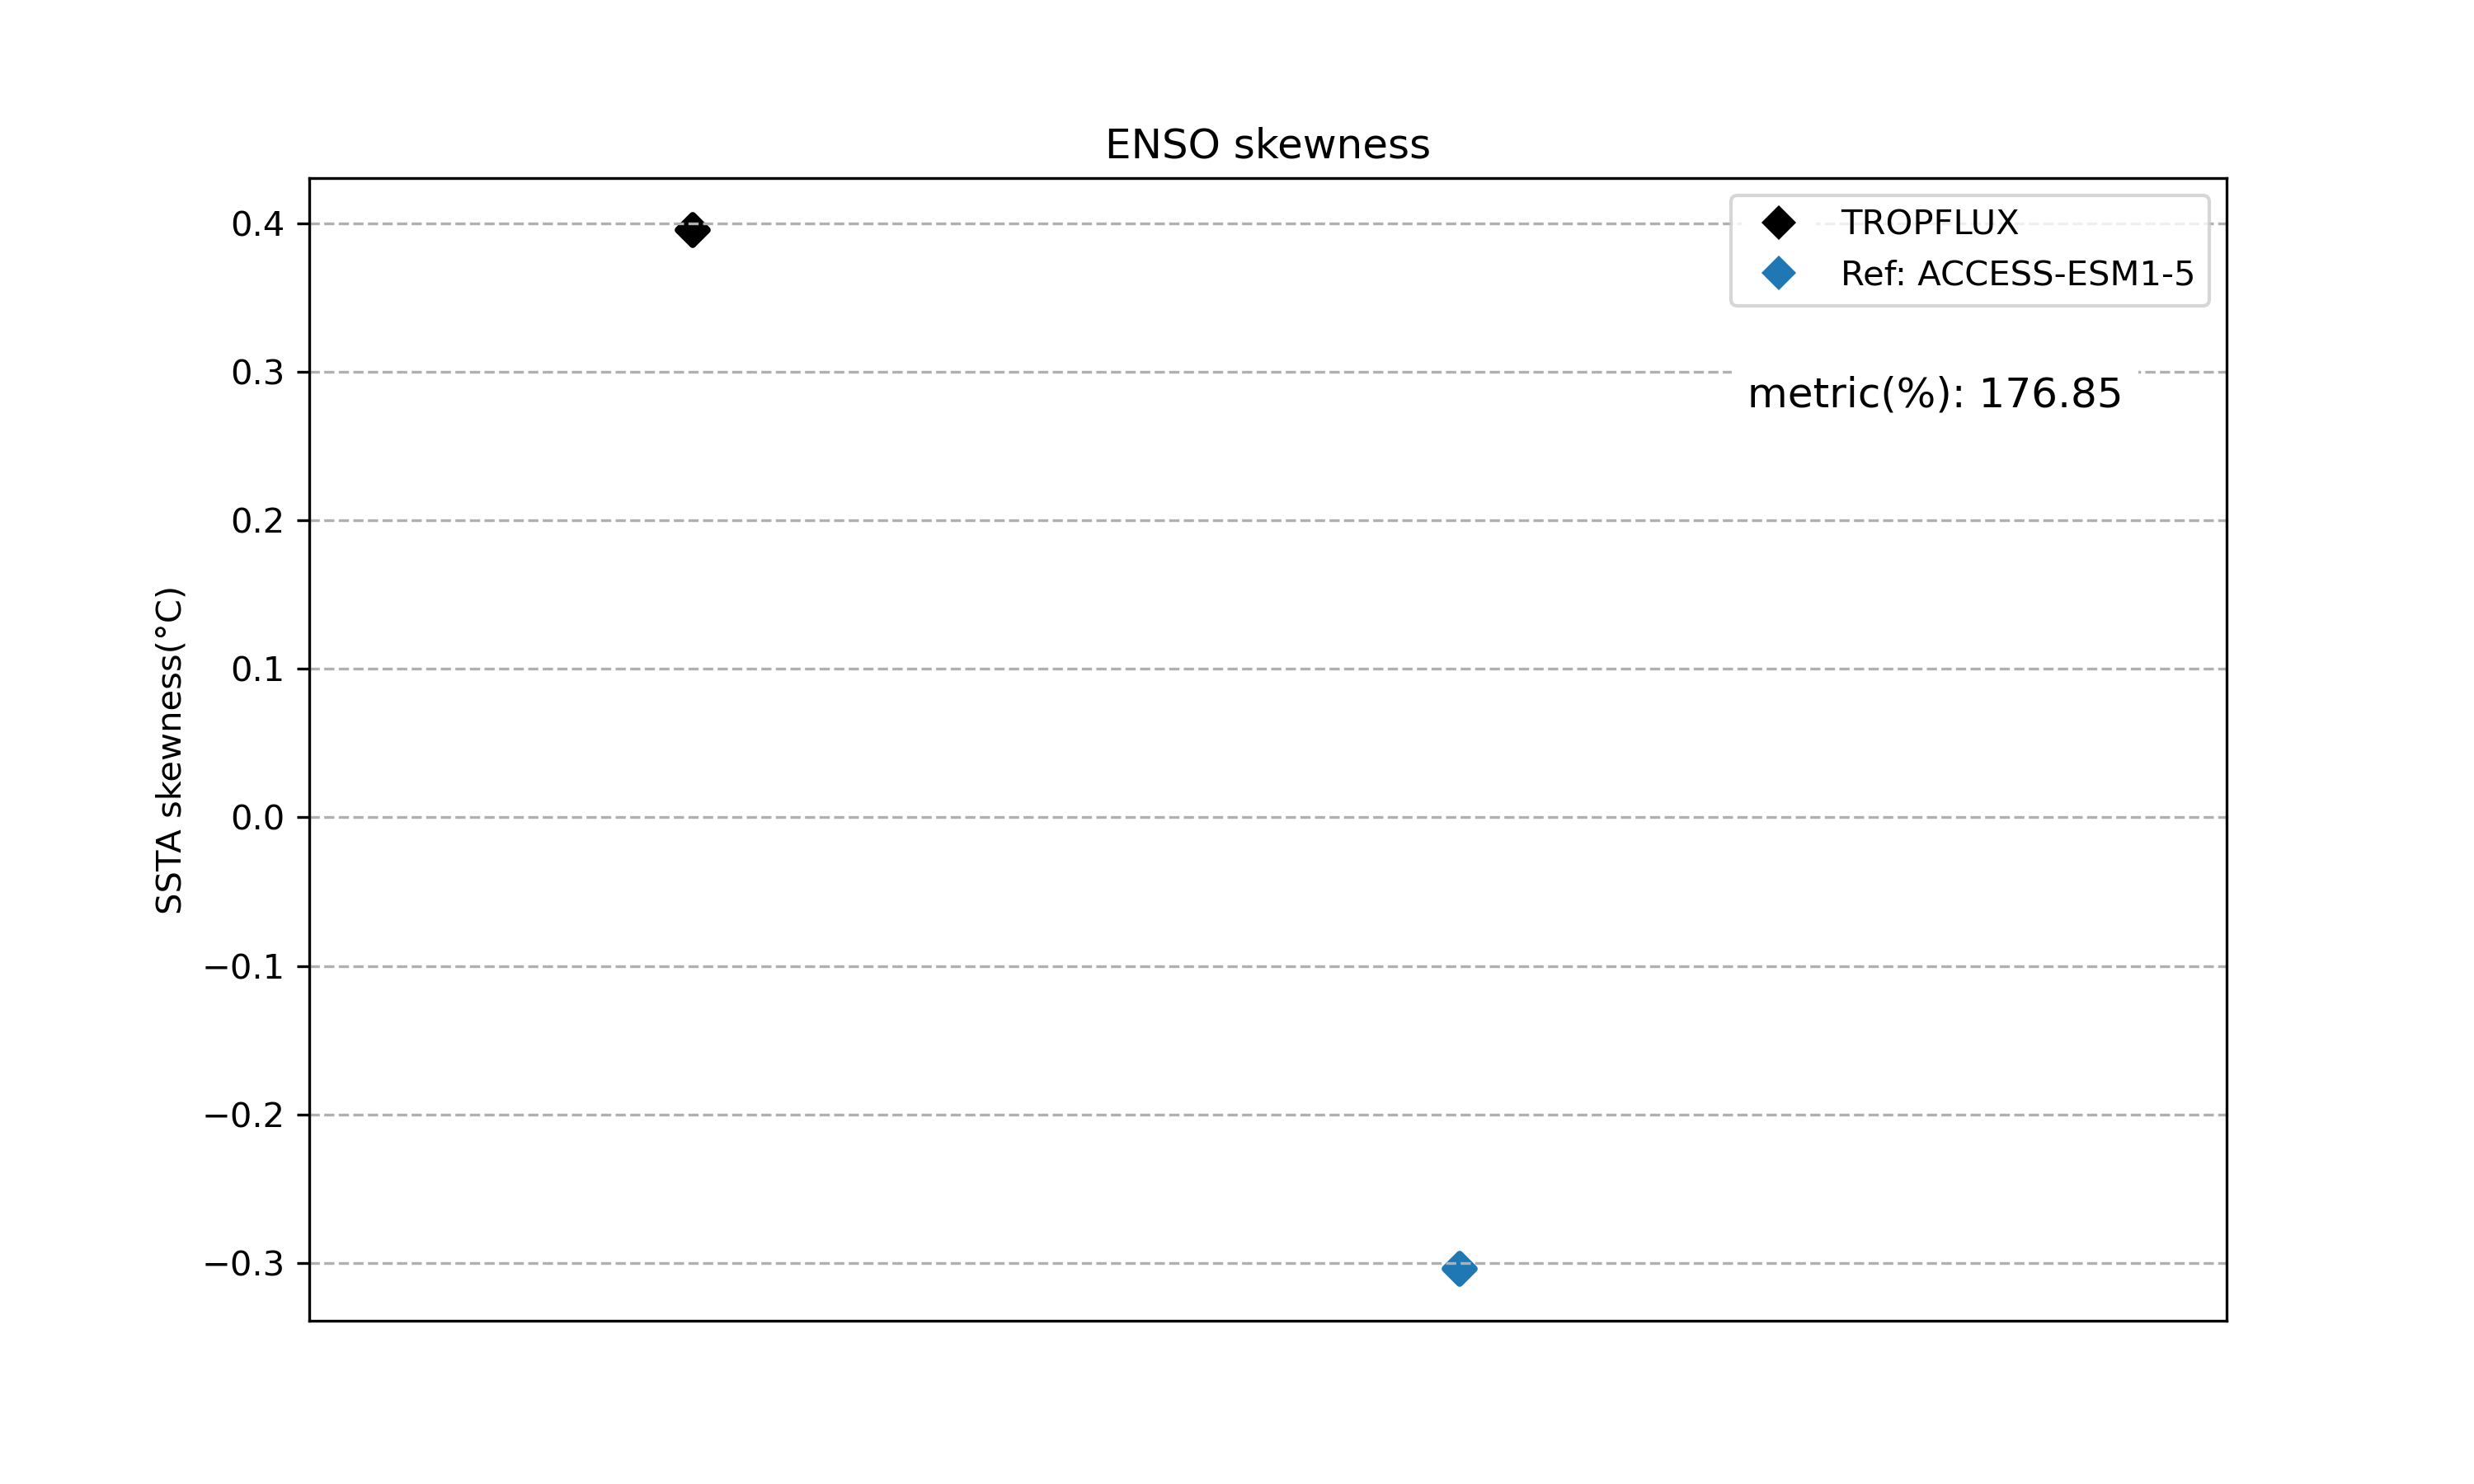 ENSO skewness
TROPFLUX
Ref: ACCESS-ESM1-5
metric(%): 176.85
SSTA skewness(°C)
0.4
0.3
0.2
0.1
0.0
−0.1
−0.2
−0.3